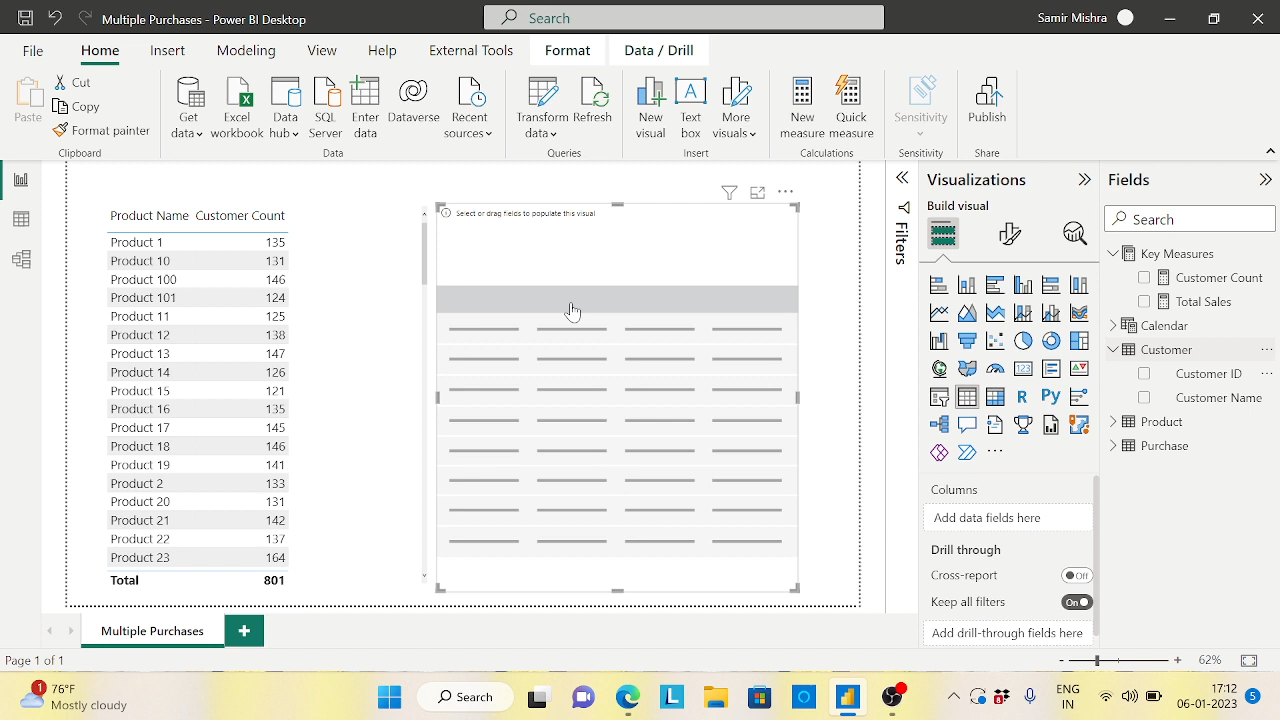 Multiple Purchases - Power BI Desktop
Search
Samir Mishra
File Home Insert Modeling View Help External Tools Format Data / Drill
Paste
Cut
Copy
Format painter
Clipboard
Get data
Excel workbook
Data hub
SQL Server
Enter data
Dataverse
Recent sources
Data
Transform data
Refresh
Queries
New visual
Text box
More visuals
Insert
New measure
Quick measure
Calculations
Sensitivity
Sensitivity
Publish
Share
Product Name Customer Count
Product 1 135
Product 10 131
Product 100 146
Product 101 124
Product 11 125
Product 12 138
Product 13 147
Product 14 126
Product 15 121
Product 16 135
Product 17 145
Product 18 146
Product 19 141
Product 2 133
Product 20 131
Product 21 142
Product 22 137
Product 23 164
Total 801
Select or drag fields to populate this visual
Filters
Visualizations
Build visual
123
R Py
Columns
Add data fields here
Drill through
Cross-report Off
Keep all filters On
Add drill-through fields here
Fields
Search
Key Measures
Customer Count
Total Sales
Calendar
Customer
Customer ID
Customer Name
Product
Purchase
Multiple Purchases
Page 1 of 1
62%
1
76°F
Mostly cloudy
Search
L
ENG
IN
17:12
06-01-2023
5